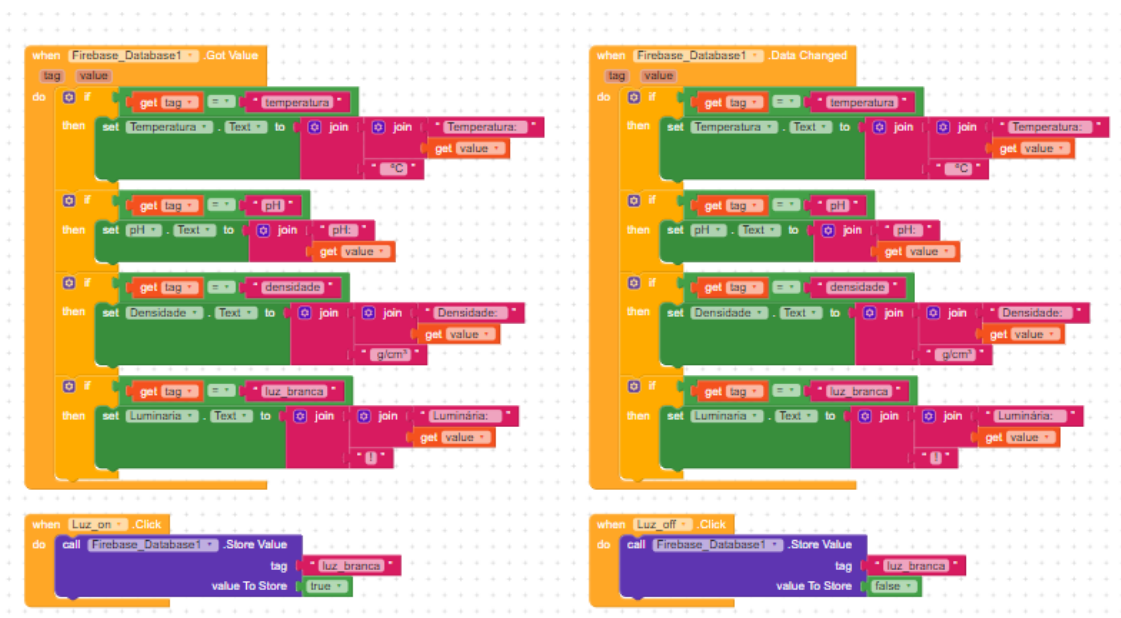 when Firebase_Database1 .Got Value
tag value
do if get tag = " temperatura "
then set Temperatura . Text to join join " Temperatura: "
get value
" ºC "
if get tag = " pH "
then set pH . Text to join " pH: "
get value
if get tag = " densidade "
then set Densidade . Text to join join " Densidade: "
get value
" g/cm³ "
if get tag = " luz_branca "
then set Luminaria . Text to join join " Luminária: "
get value
" ! "
when Firebase_Database1 .Data Changed
tag value
do if get tag = " temperatura "
then set Temperatura . Text to join join " Temperatura: "
get value
" ºC "
if get tag = " pH "
then set pH . Text to join " pH: "
get value
if get tag = " densidade "
then set Densidade . Text to join join " Densidade: "
get value
" g/cm³ "
if get tag = " luz_branca "
then set Luminaria . Text to join join " Luminária: "
get value
" ! "
when Luz_on .Click
do call Firebase_Database1 .Store Value
tag " luz_branca "
value To Store true
when Luz_off .Click
do call Firebase_Database1 .Store Value
tag " luz_branca "
value To Store false